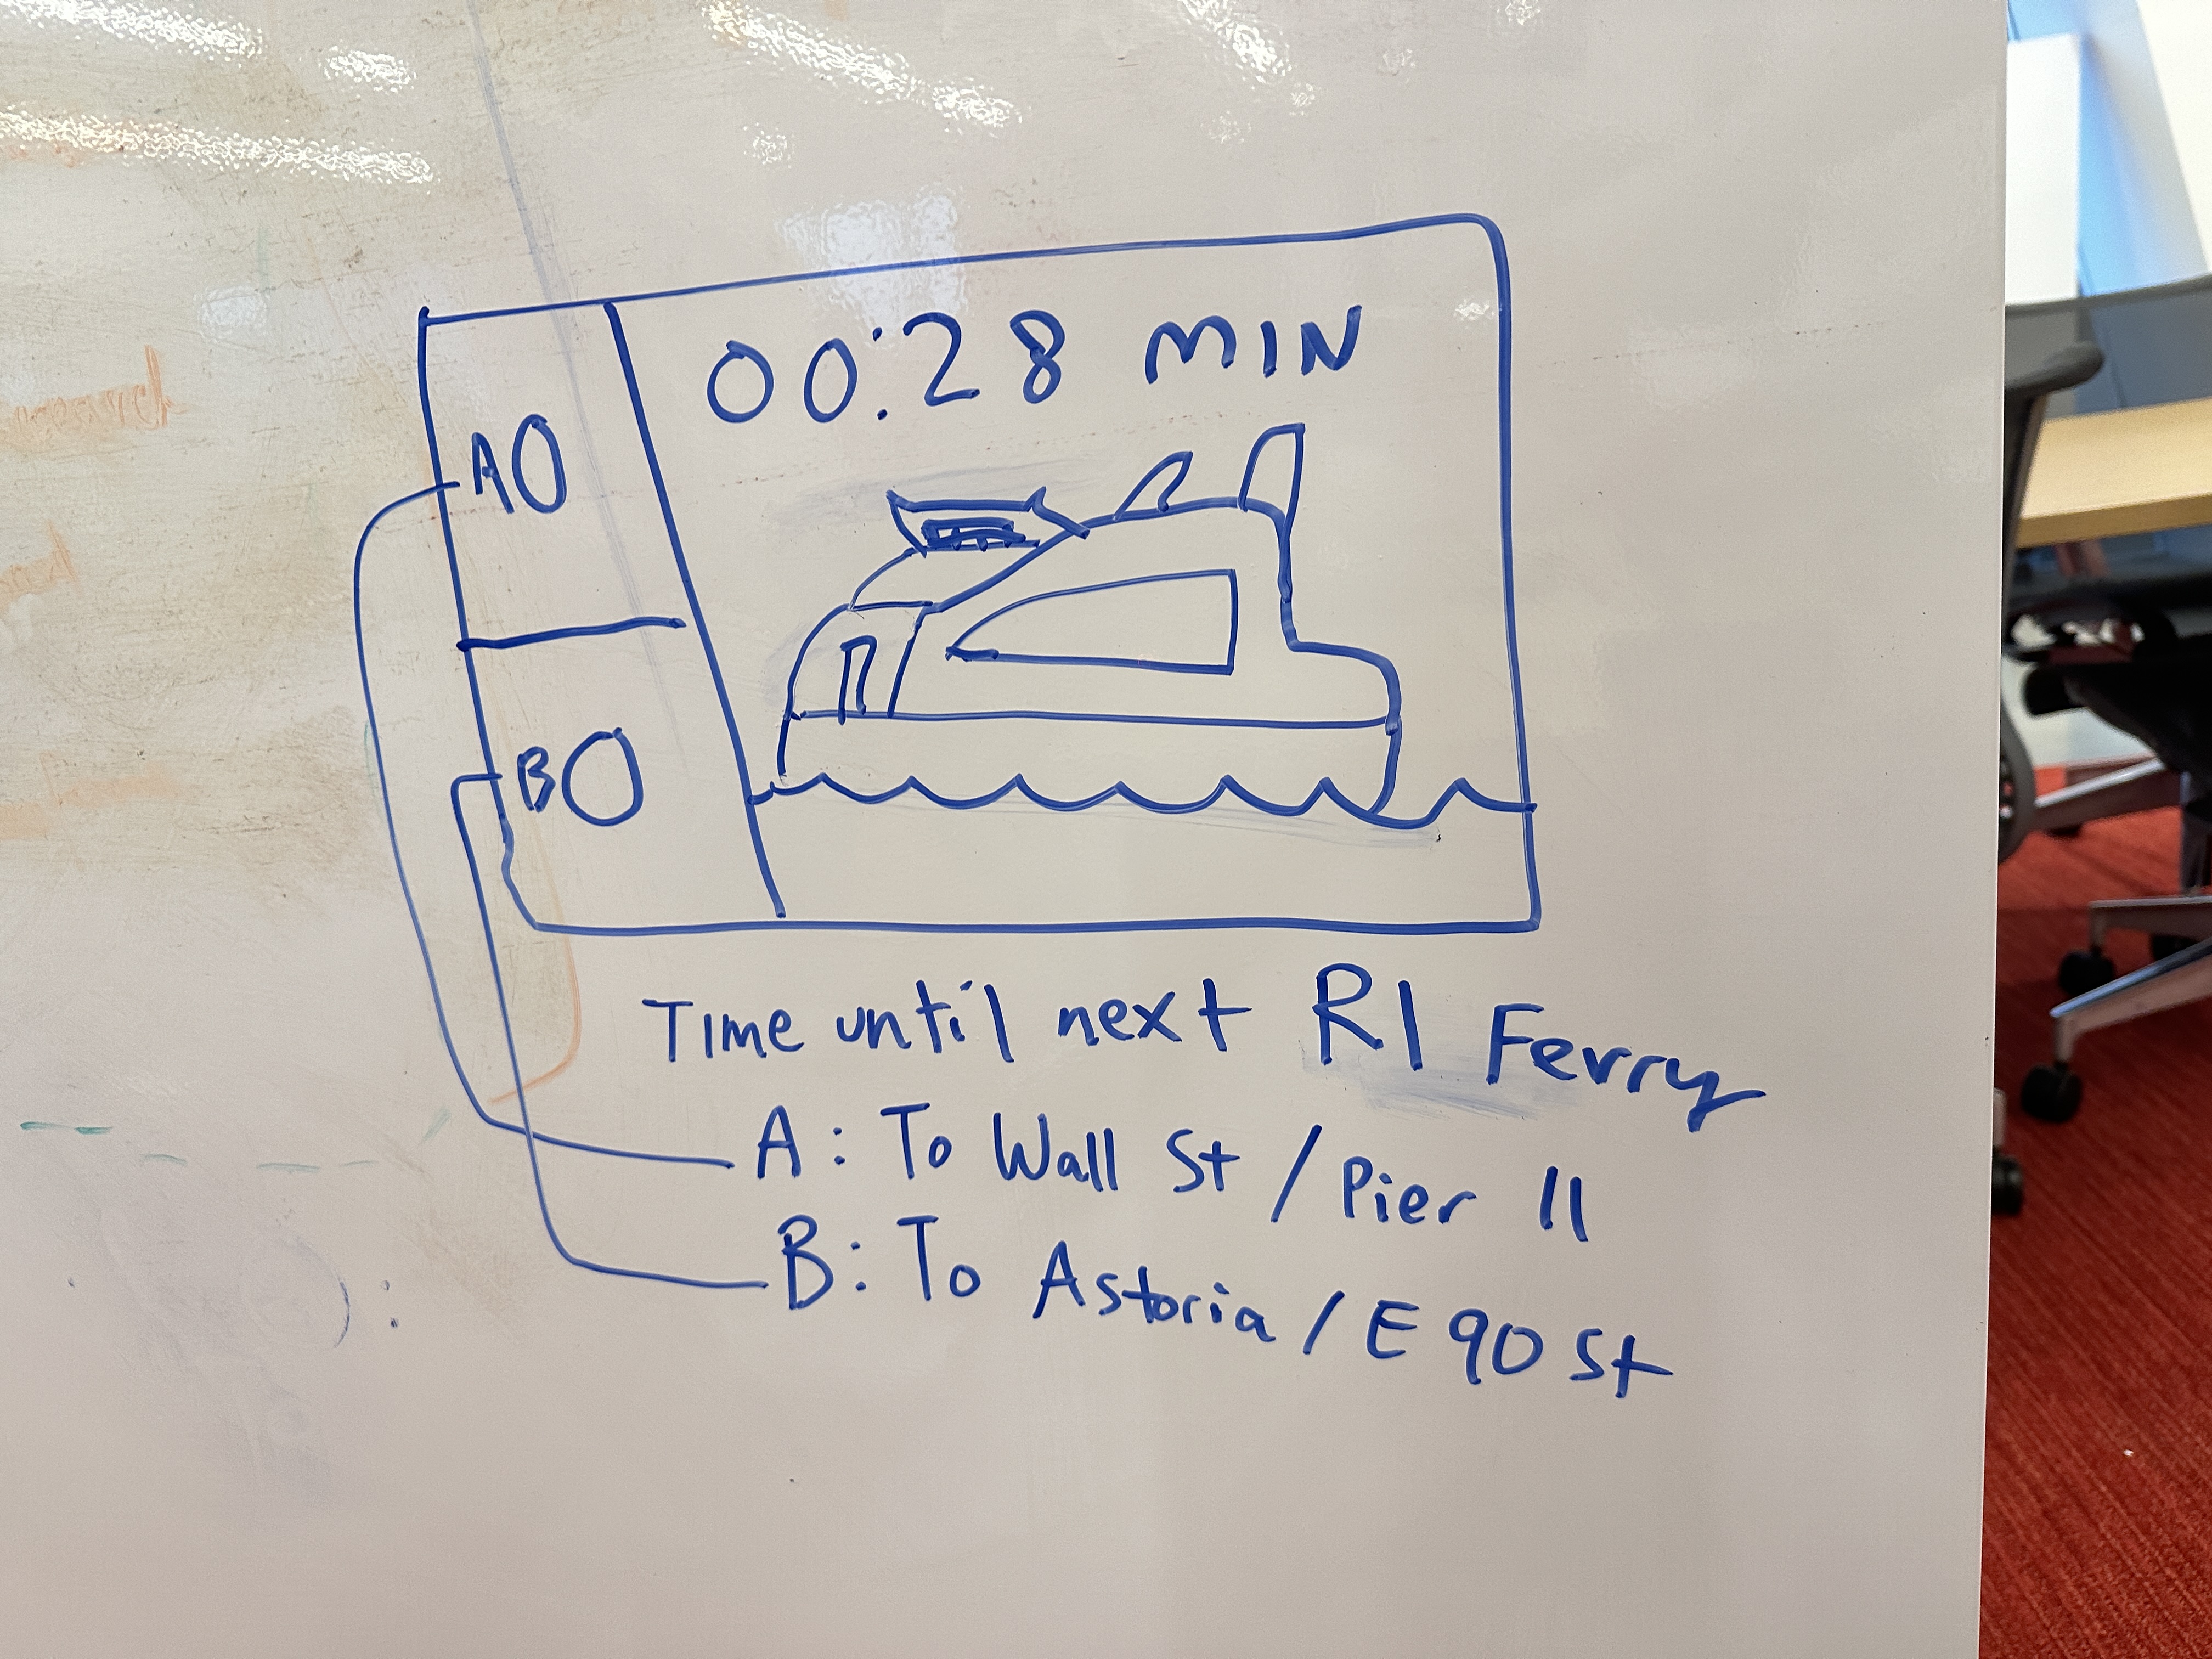 00:28 MIN
A
B
Time until next RI Ferry
A: To Wall St / Pier 11
B: To Astoria / E 90 St